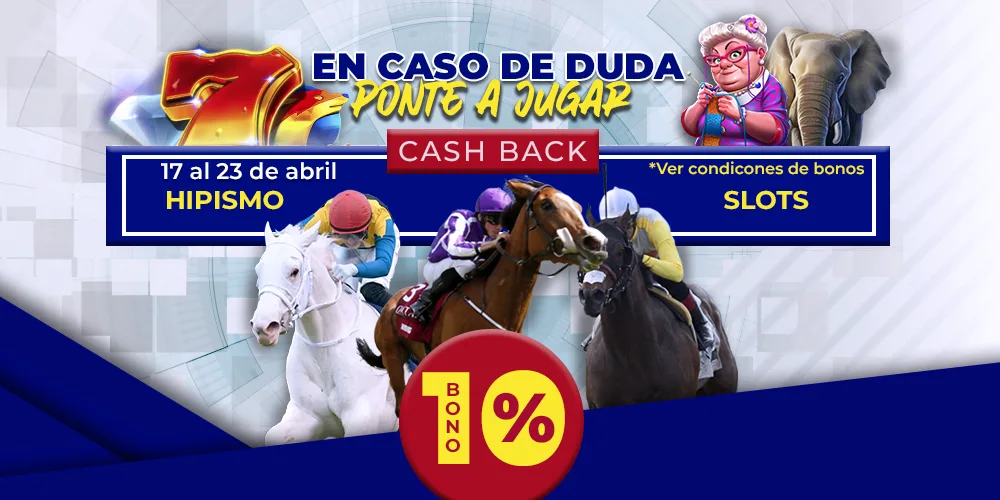 EN CASO DE DUDA
PONTE A JUGAR
CASH BACK
17 al 23 de abril
HIPISMO
*Ver condicones de bonos
SLOTS
3
BONO
10%